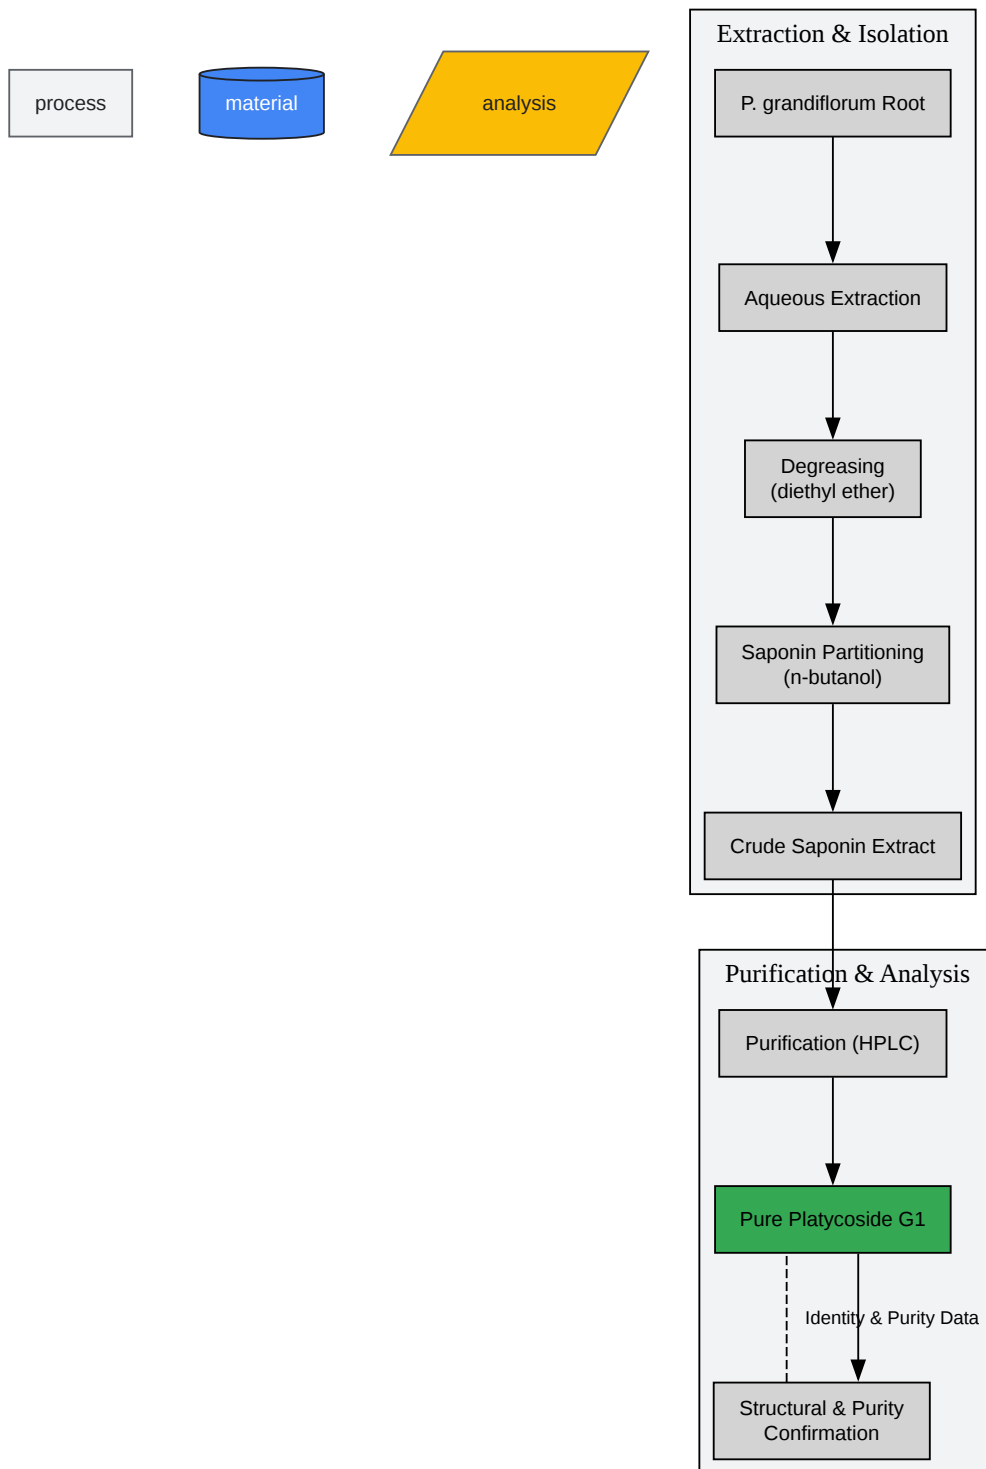 process
material
analysis
Extraction & Isolation
P. grandiflorum Root
Aqueous Extraction
Degreasing
(diethyl ether)
Saponin Partitioning
(n-butanol)
Crude Saponin Extract
Purification & Analysis
Purification (HPLC)
Pure Platycoside G1
Identity & Purity Data
Structural & Purity
Confirmation